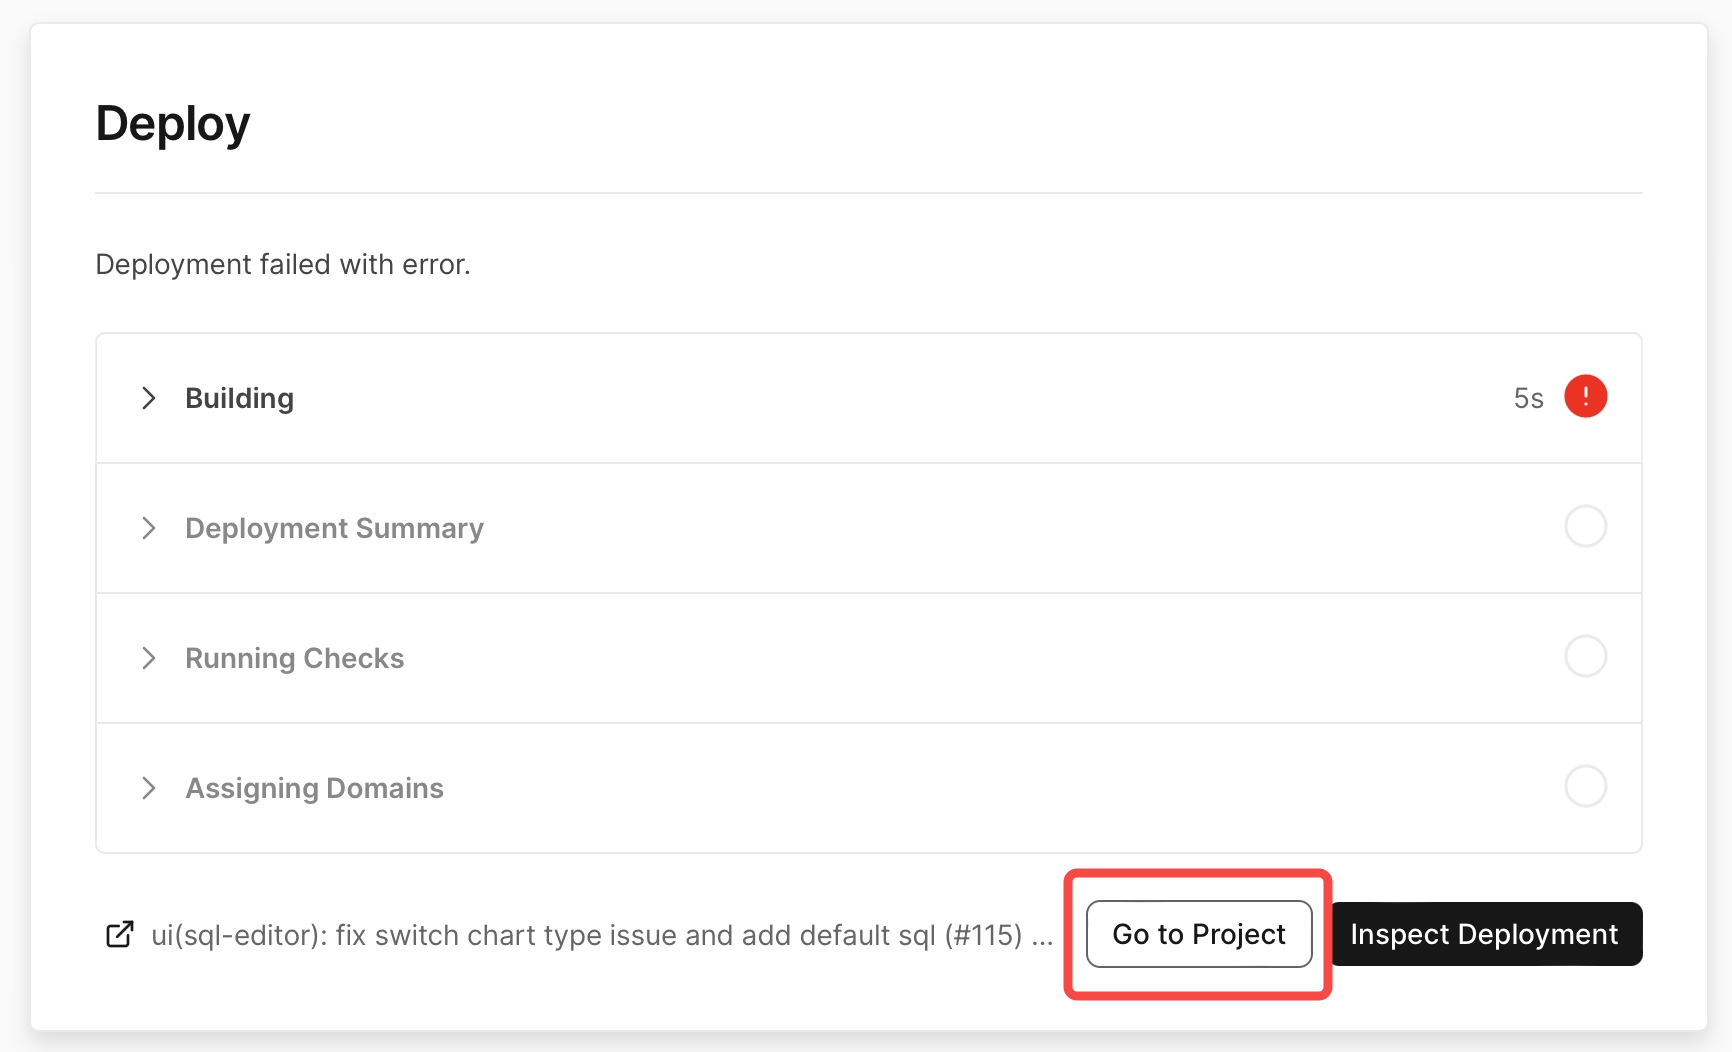 Deploy
Deployment failed with error.
Building 5s
Deployment Summary
Running Checks
Assigning Domains
ui(sql-editor): fix switch chart type issue and add default sql (#115) ... Go to Project Inspect Deployment